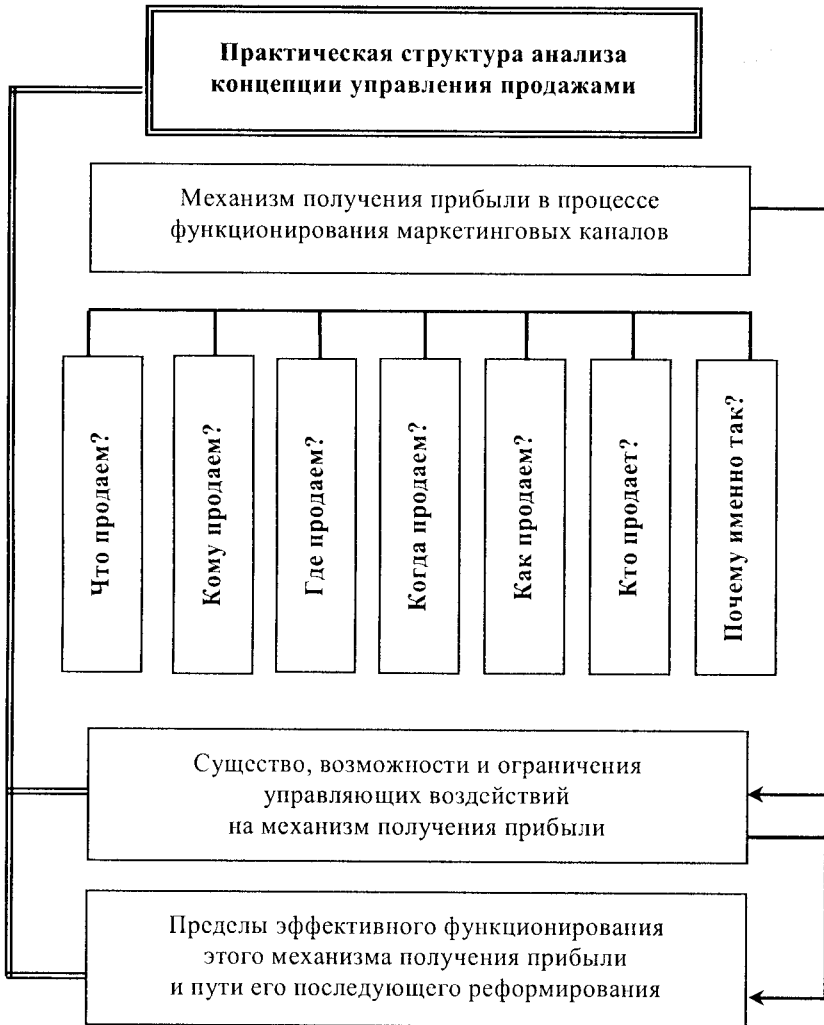 Практическая структура анализа
концепции управления продажами
Механизм получения прибыли в процессе
функционирования маркетинговых каналов
Что продаем?
Кому продаем?
Где продаем?
Когда продаем?
Как продаем?
Кто продает?
Почему именно так?
Существо, возможности и ограничения
управляющих воздействий
на механизм получения прибыли
Пределы эффективного функционирования
этого механизма получения прибыли
и пути его последующего реформирования